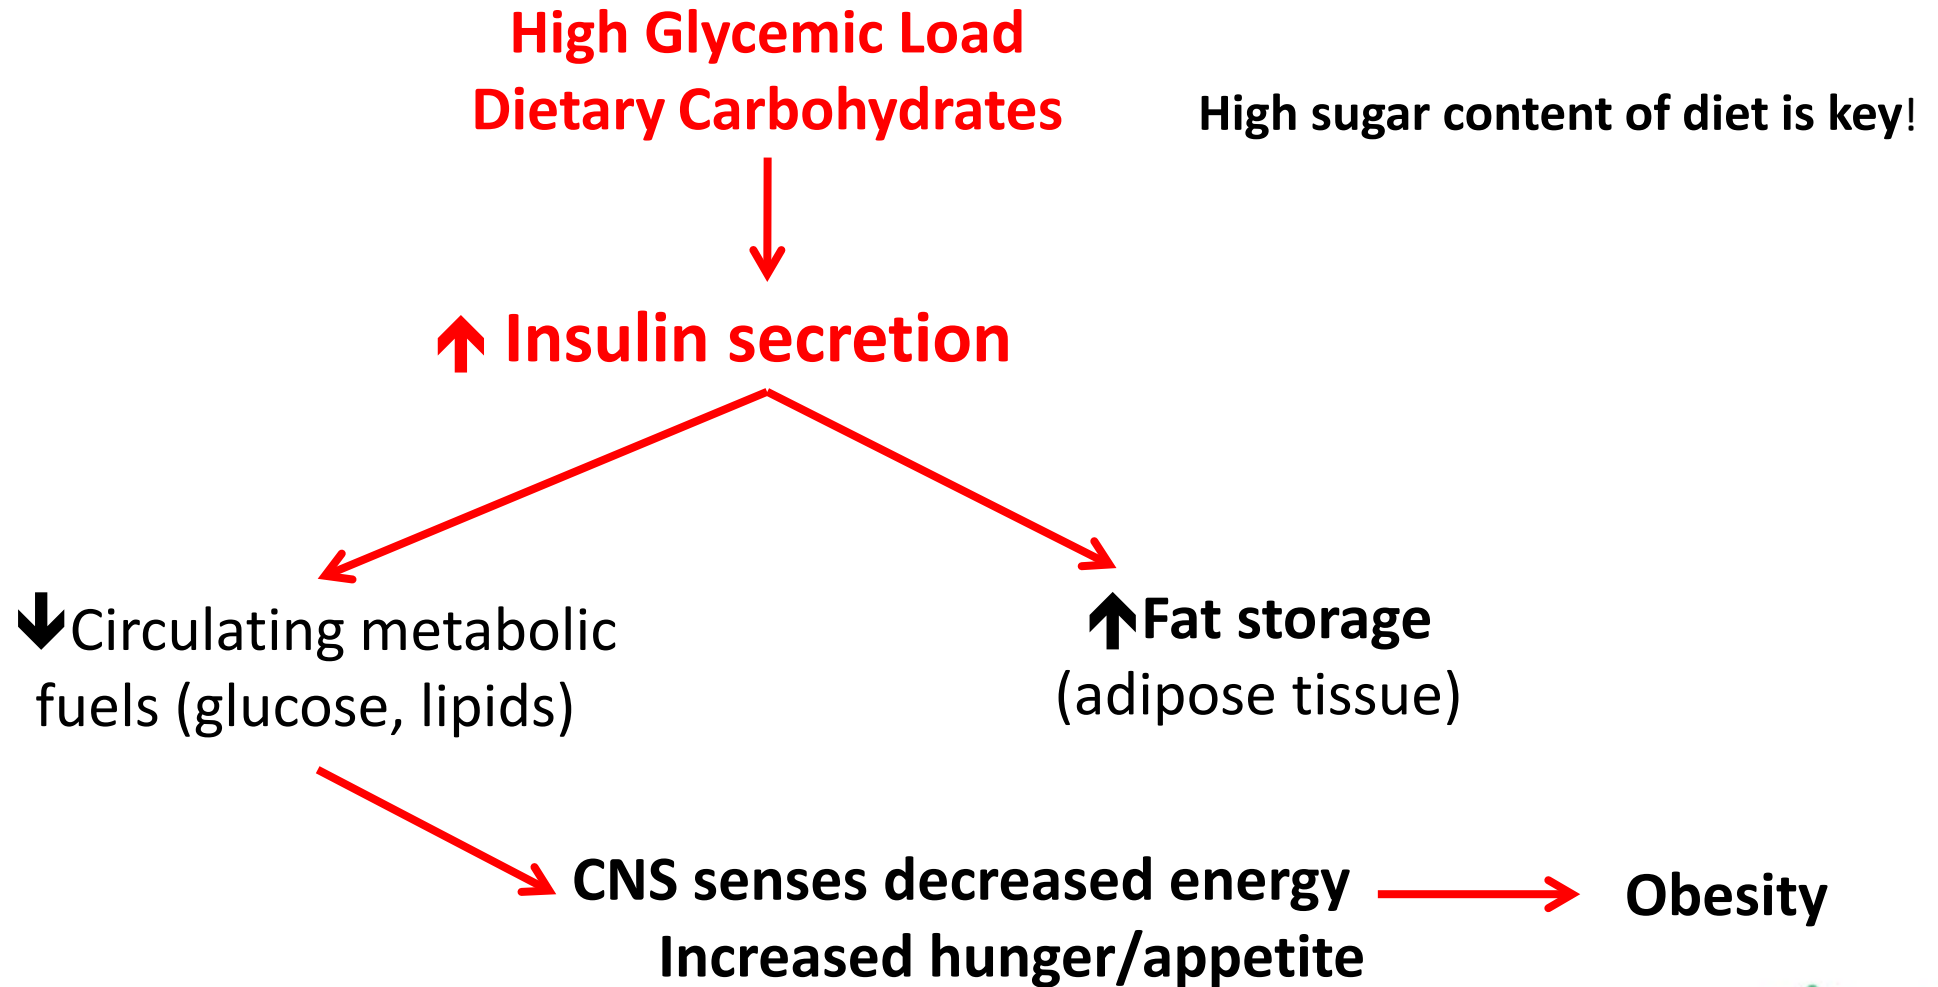 High Glycemic Load
Dietary Carbohydrates
High sugar content of diet is key!
↑ Insulin secretion
↓Circulating metabolic
fuels (glucose, lipids)
↑Fat storage
(adipose tissue)
CNS senses decreased energy
Increased hunger/appetite
Obesity